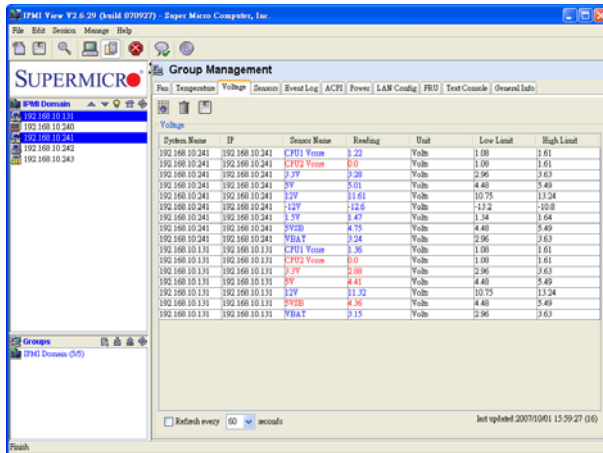 IPMI View V2.6.29 (build 070927) - Super Micro Computer, Inc.
File Edit Session Manage Help
SUPERMICRO
Group Management
Fan Temperature Voltage Sensors Event Log ACPI Power LAN Config FRU Text Console General Info
IPMI Domain
192.168.10.131
192.168.10.240
192.168.10.241
192.168.10.242
192.168.10.243
Voltage
System Name IP Sensor Name Reading Unit Low Limit High Limit
192.168.10.241 192.168.10.241 CPU1 Vcore 1.22 Volts 1.08 1.61
192.168.10.241 192.168.10.241 CPU2 Vcore 0.0 Volts 1.08 1.61
192.168.10.241 192.168.10.241 3.3V 3.28 Volts 2.96 3.63
192.168.10.241 192.168.10.241 5V 5.01 Volts 4.48 5.49
192.168.10.241 192.168.10.241 12V 11.61 Volts 10.75 13.24
192.168.10.241 192.168.10.241 -12V -12.6 Volts -13.2 -10.8
192.168.10.241 192.168.10.241 1.5V 1.47 Volts 1.34 1.64
192.168.10.241 192.168.10.241 5VSB 4.75 Volts 4.48 5.49
192.168.10.241 192.168.10.241 VBAT 3.24 Volts 2.96 3.63
192.168.10.131 192.168.10.131 CPU1 Vcore 1.36 Volts 1.08 1.61
192.168.10.131 192.168.10.131 CPU2 Vcore 0.0 Volts 1.08 1.61
192.168.10.131 192.168.10.131 3.3V 2.88 Volts 2.96 3.63
192.168.10.131 192.168.10.131 5V 4.41 Volts 4.48 5.49
192.168.10.131 192.168.10.131 12V 11.32 Volts 10.75 13.24
192.168.10.131 192.168.10.131 5VSB 4.36 Volts 4.48 5.49
192.168.10.131 192.168.10.131 VBAT 3.15 Volts 2.96 3.63
Groups
IPMI Domain (5/5)
Refresh every 60 seconds
last updated:2007/10/01 15:59:27 (16)
Finish